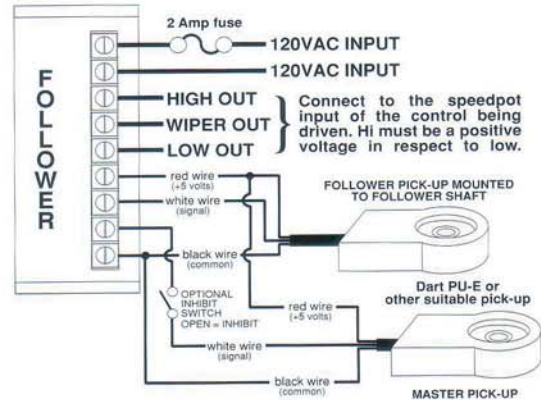 2 Amp fuse
120VAC INPUT
120VAC INPUT
FOLLOWER
HIGH OUT
WIPER OUT
LOW OUT
Connect to the speedpot
input of the control being
driven. Hi must be a positive
voltage in respect to low.
red wire
(+5 volts)
white wire
(signal)
black wire
(common)
FOLLOWER PICK-UP MOUNTED
TO FOLLOWER SHAFT
Dart PU-E or
other suitable pick-up
OPTIONAL
INHIBIT
SWITCH
OPEN = INHIBIT
red wire
(+5 volts)
white wire
(signal)
black wire
(common)
MASTER PICK-UP